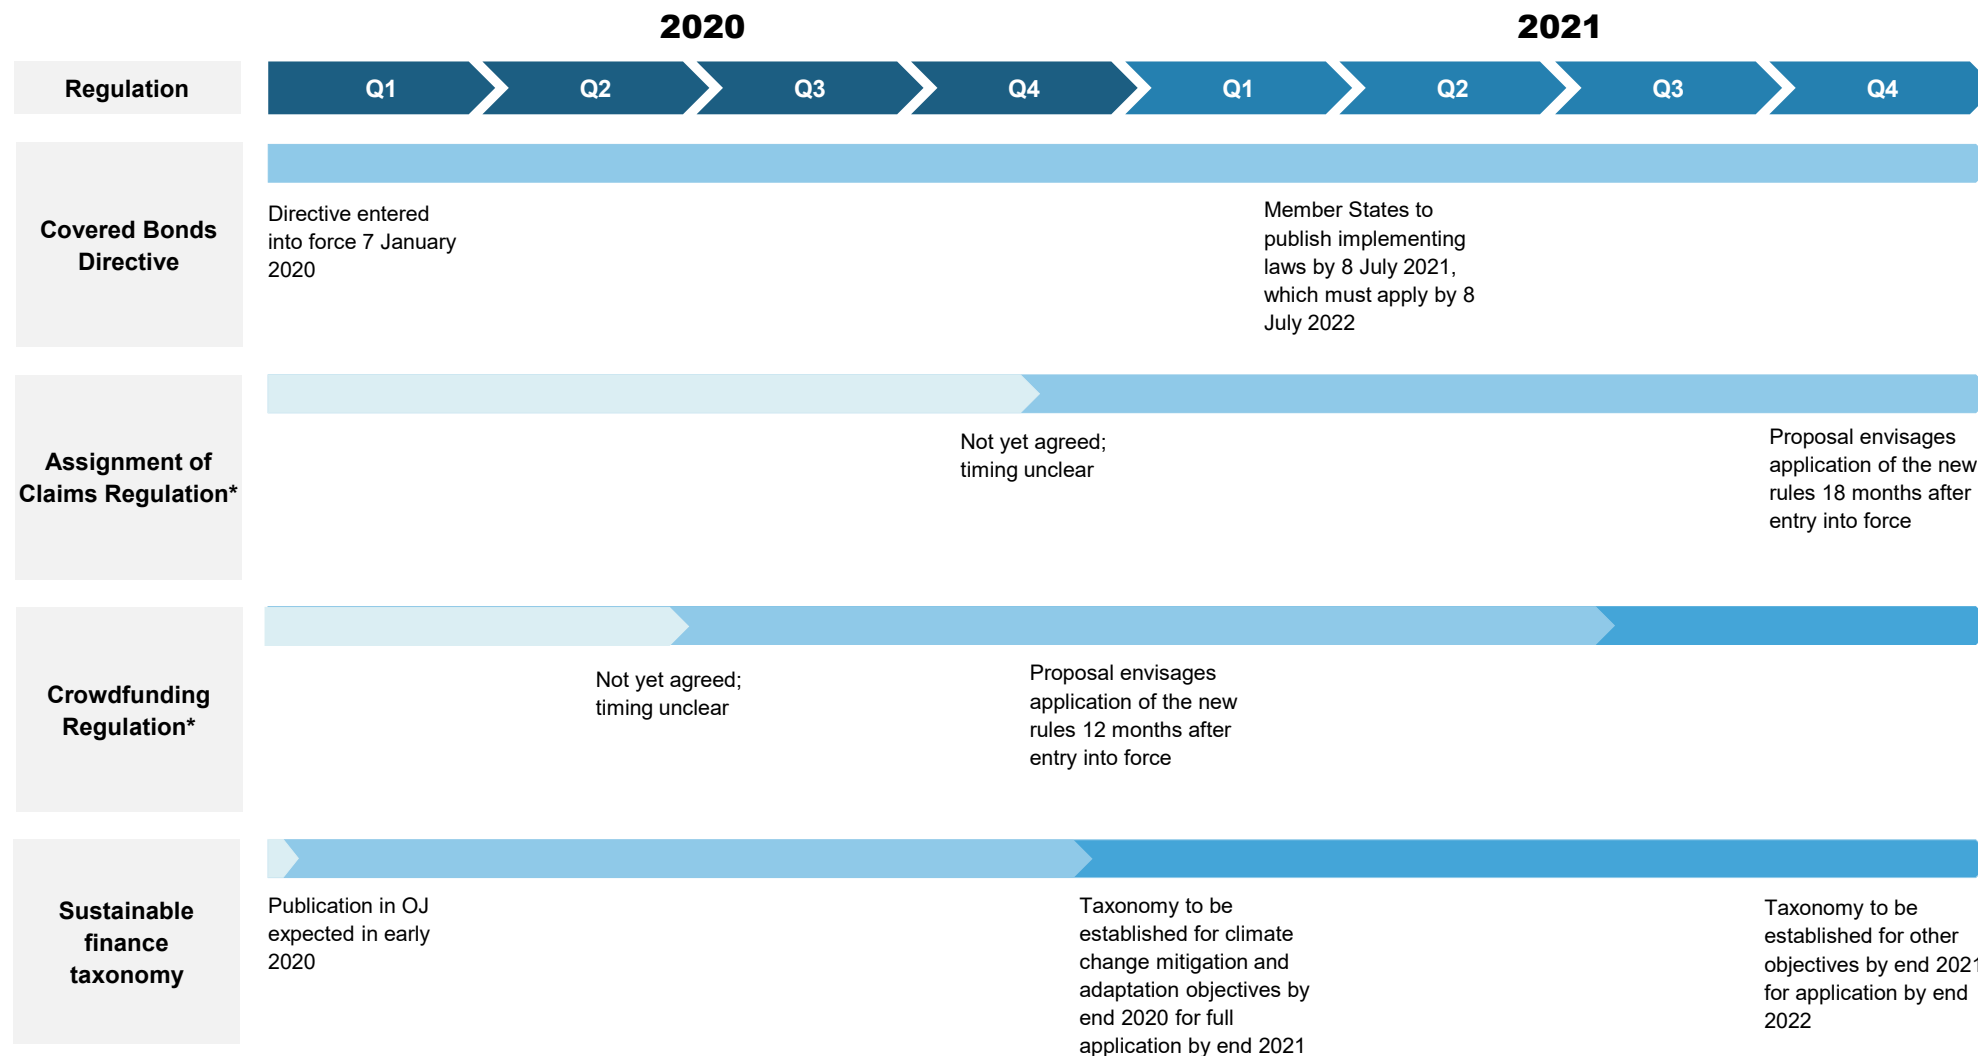 2020
2021
Regulation
Q1
Q2
Q3
Q4
Q1
Q2
Q3
Q4
Covered Bonds
Directive
Directive entered
into force 7 January
2020
Member States to
publish implementing
laws by 8 July 2021,
which must apply by 8
July 2022
Assignment of
Claims Regulation*
Not yet agreed;
timing unclear
Proposal envisages
application of the new
rules 18 months after
entry into force
Crowdfunding
Regulation*
Not yet agreed;
timing unclear
Proposal envisages
application of the new
rules 12 months after
entry into force
Sustainable
finance
taxonomy
Publication in OJ
expected in early
2020
Taxonomy to be
established for climate
change mitigation and
adaptation objectives by
end 2020 for full
application by end 2021
Taxonomy to be
established for other
objectives by end 2021
for application by end
2022